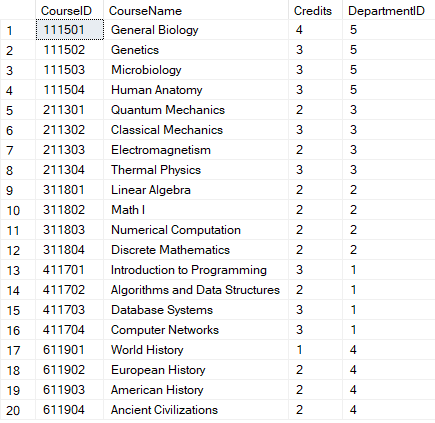 CourseID CourseName Credits DepartmentID
1 111501 General Biology 4 5
2 111502 Genetics 3 5
3 111503 Microbiology 3 5
4 111504 Human Anatomy 3 5
5 211301 Quantum Mechanics 2 3
6 211302 Classical Mechanics 3 3
7 211303 Electromagnetism 2 3
8 211304 Thermal Physics 3 3
9 311801 Linear Algebra 2 2
10 311802 Math I 2 2
11 311803 Numerical Computation 2 2
12 311804 Discrete Mathematics 2 2
13 411701 Introduction to Programming 3 1
14 411702 Algorithms and Data Structures 2 1
15 411703 Database Systems 3 1
16 411704 Computer Networks 3 1
17 611901 World History 1 4
18 611902 European History 2 4
19 611903 American History 2 4
20 611904 Ancient Civilizations 2 4